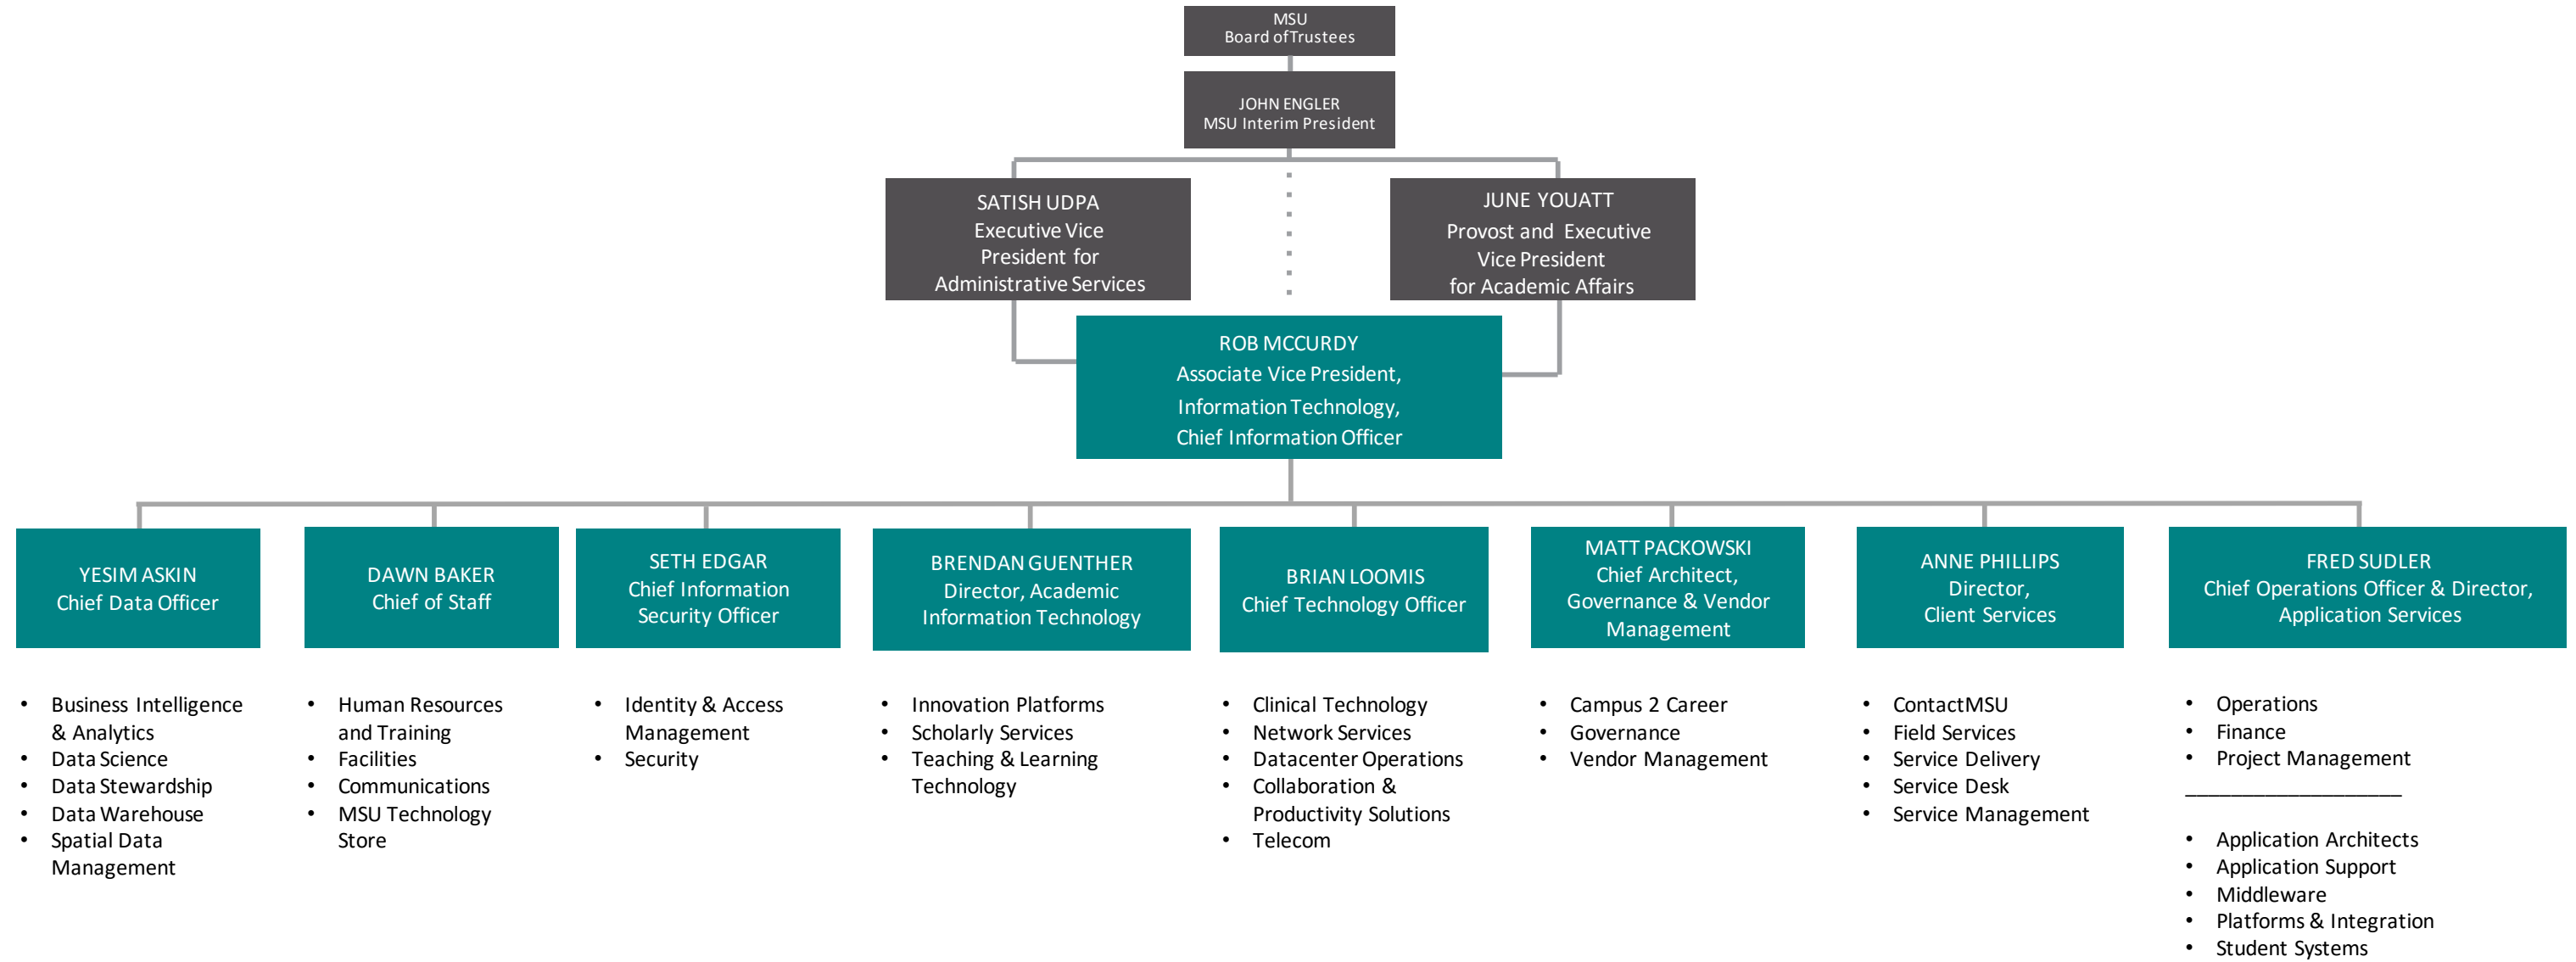 MSU
Board of Trustees
JOHN ENGLER
MSU Interim President
SATISH UDPA
Executive Vice
President for
Administrative Services
JUNE YOUATT
Provost and Executive
Vice President
for Academic Affairs
ROB MCCURDY
Associate Vice President,
Information Technology,
Chief Information Officer
YESIM ASKIN
Chief Data Officer
DAWN BAKER
Chief of Staff
SETH EDGAR
Chief Information
Security Officer
BRENDAN GUENTHER
Director, Academic
Information Technology
BRIAN LOOMIS
Chief Technology Officer
MATT PACKOWSKI
Chief Architect,
Governance & Vendor
Management
ANNE PHILLIPS
Director,
Client Services
FRED SUDLER
Chief Operations Officer & Director,
Application Services
• Business Intelligence
& Analytics
• Data Science
• Data Stewardship
• Data Warehouse
• Spatial Data
Management
• Human Resources
and Training
• Facilities
• Communications
• MSU Technology
Store
• Identity & Access
Management
• Security
• Innovation Platforms
• Scholarly Services
• Teaching & Learning
Technology
• Clinical Technology
• Network Services
• Datacenter Operations
• Collaboration &
Productivity Solutions
• Telecom
• Campus 2 Career
• Governance
• Vendor Management
• ContactMSU
• Field Services
• Service Delivery
• Service Desk
• Service Management
• Operations
• Finance
• Project Management
• Application Architects
• Application Support
• Middleware
• Platforms & Integration
• Student Systems